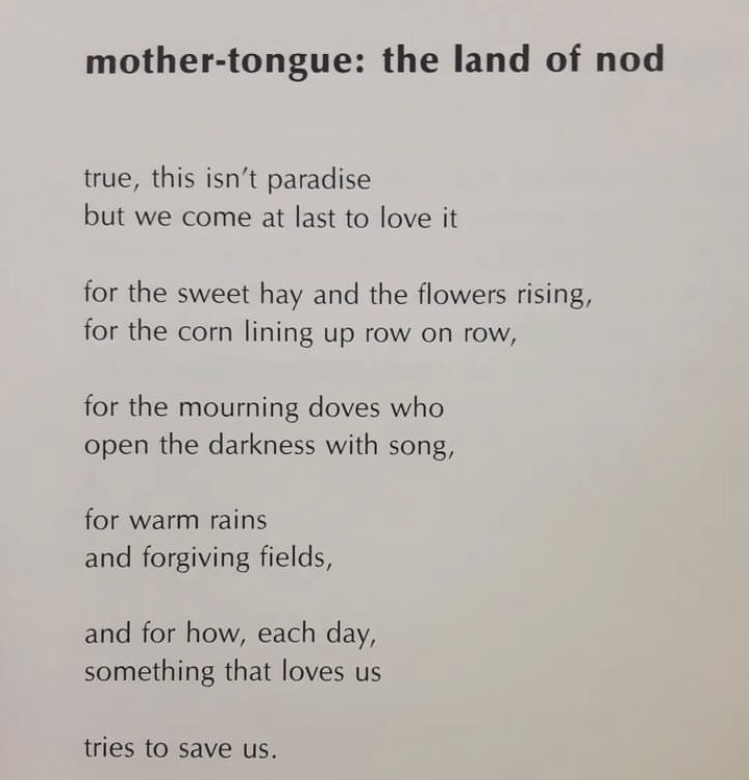 mother-tongue: the land of nod
true, this isn't paradise
but we come at last to love it
for the sweet hay and the flowers rising,
for the corn lining up row on row,
for the mourning doves who
open the darkness with song,
for warm rains
and forgiving fields,
and for how, each day,
something that loves us
tries to save us.